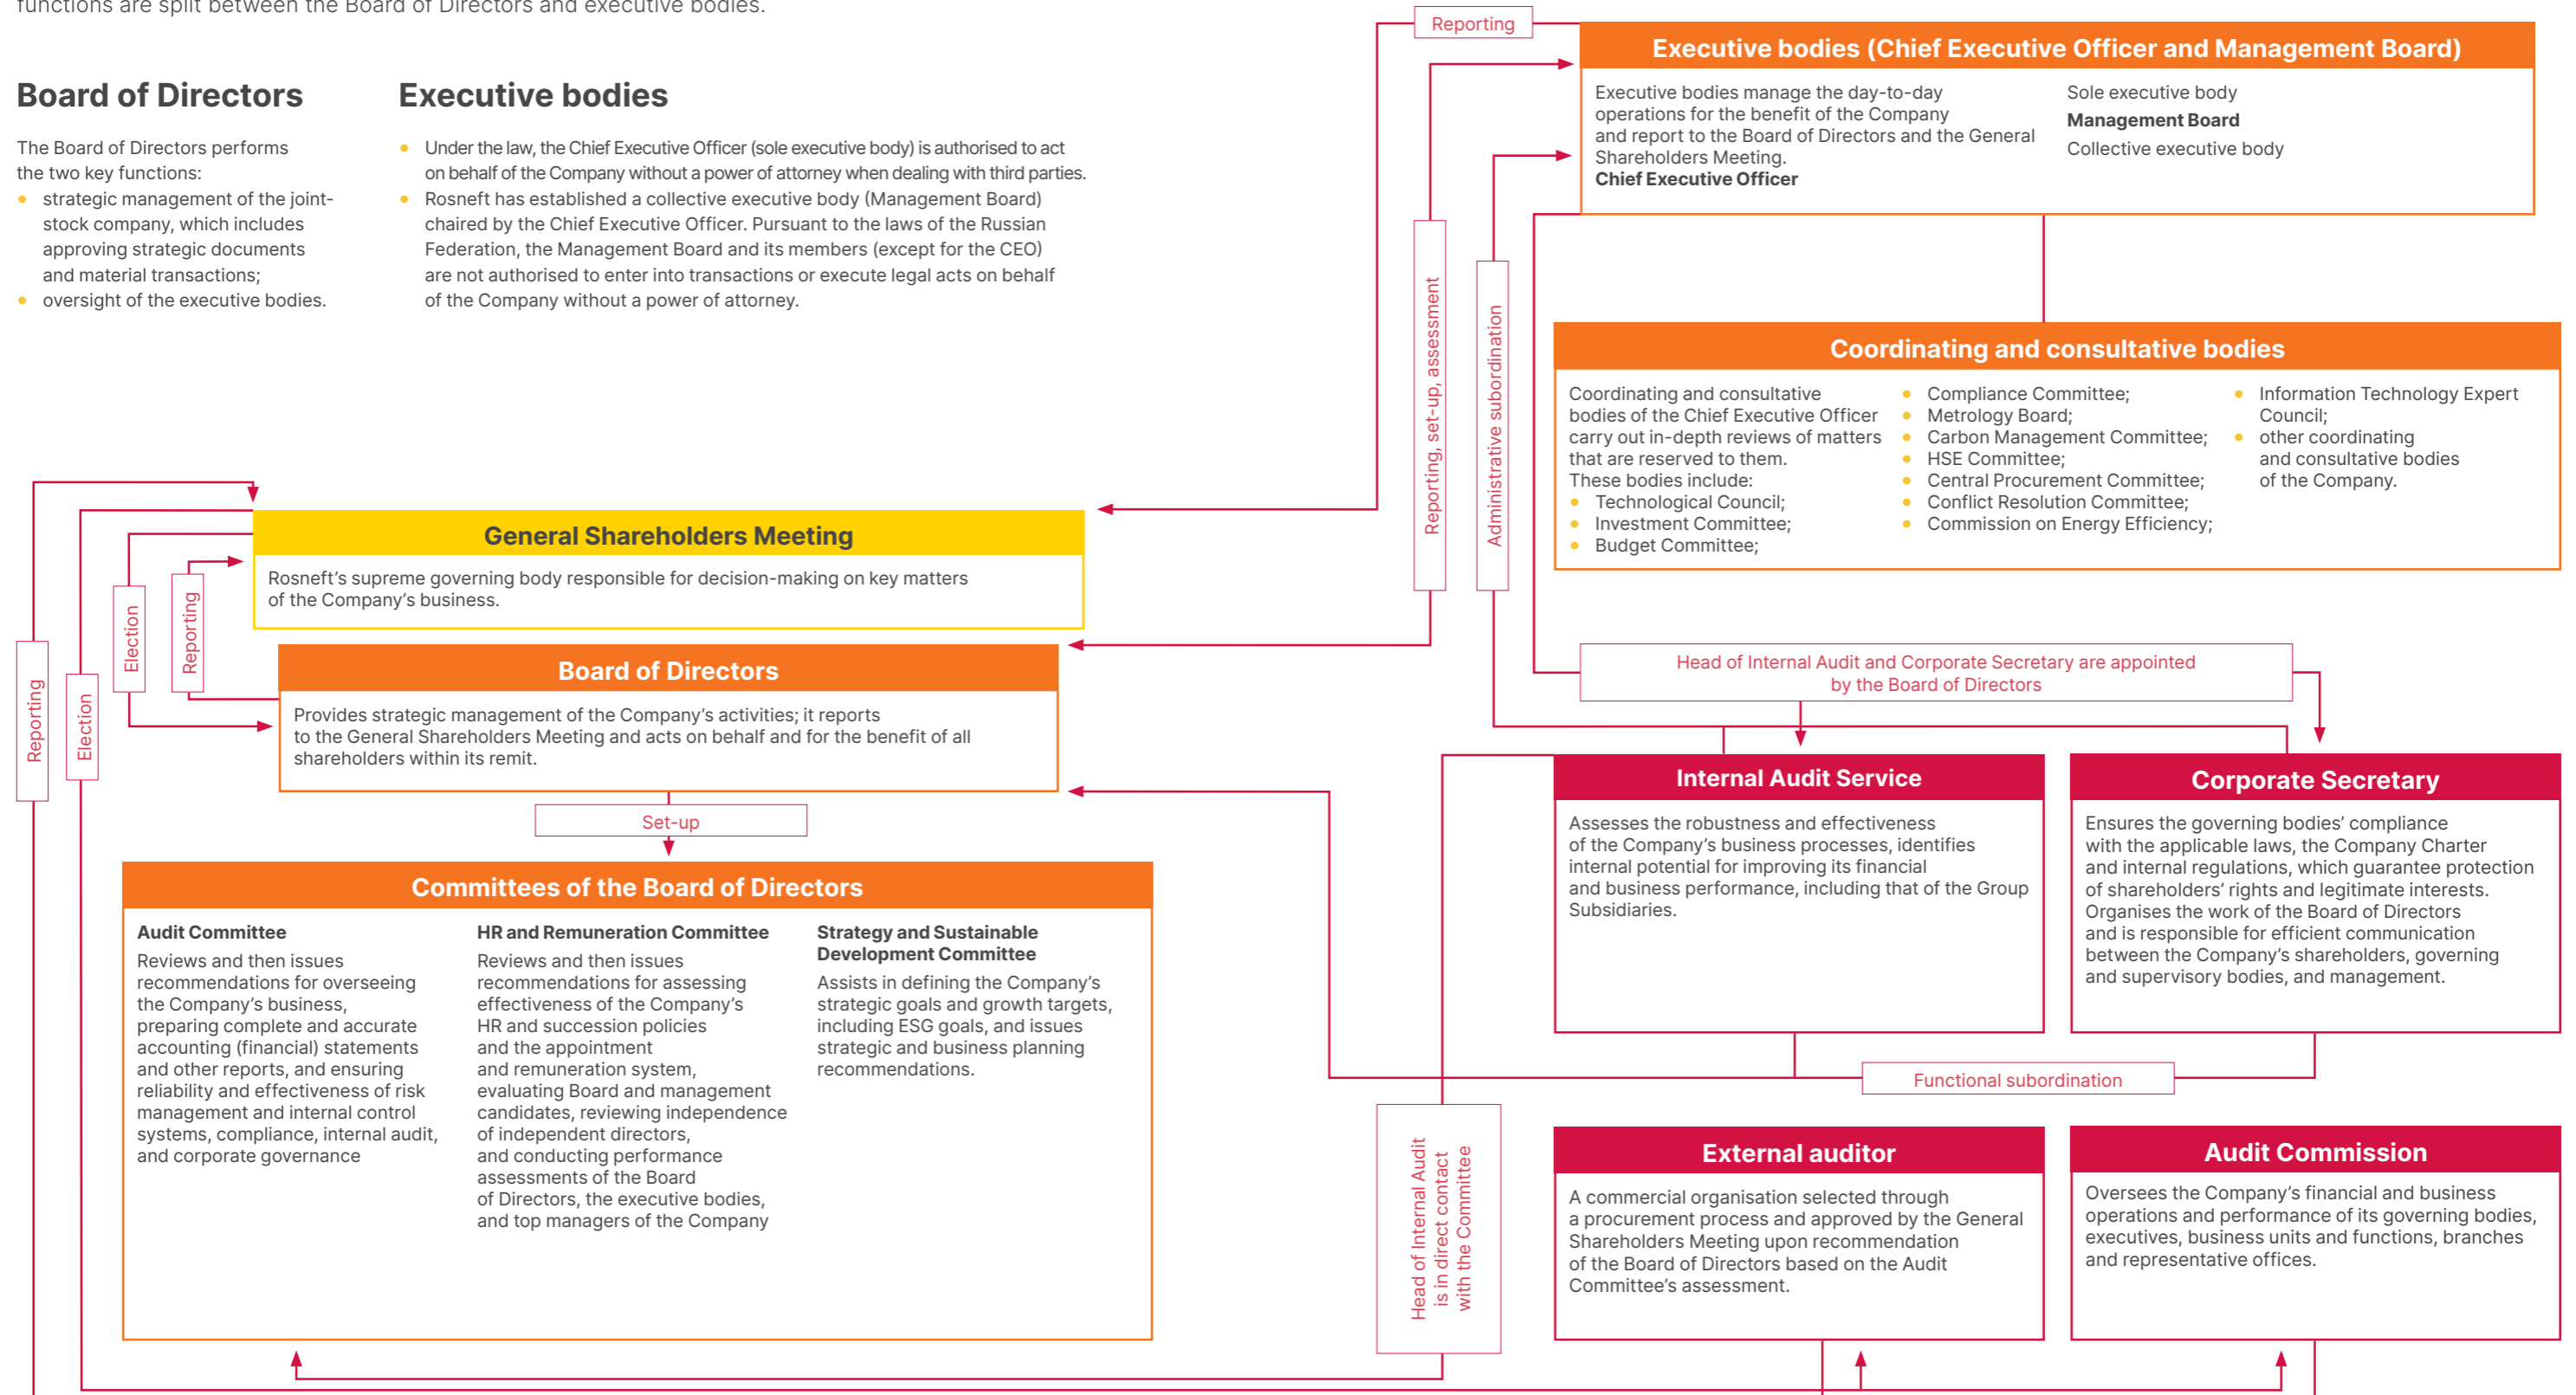 functions are split between the Board of Directors and executive bodies.
Board of Directors
The Board of Directors performs
the two key functions:
strategic management of the joint-
stock company, which includes
approving strategic documents
and material transactions;
oversight of the executive bodies.
Executive bodies
Under the law, the Chief Executive Officer (sole executive body) is authorised to act
on behalf of the Company without a power of attorney when dealing with third parties.
Rosneft has established a collective executive body (Management Board)
chaired by the Chief Executive Officer. Pursuant to the laws of the Russian
Federation, the Management Board and its members (except for the CEO)
are not authorised to enter into transactions or execute legal acts on behalf
of the Company without a power of attorney.
Reporting
Executive bodies (Chief Executive Officer and Management Board)
Executive bodies manage the day-to-day
operations for the benefit of the Company
and report to the Board of Directors and the General
Shareholders Meeting.
Chief Executive Officer
Sole executive body
Management Board
Collective executive body
Reporting, set-up, assessment
Administrative subordination
Coordinating and consultative bodies
Coordinating and consultative
bodies of the Chief Executive Officer
carry out in-depth reviews of matters
that are reserved to them.
These bodies include:
Technological Council;
Investment Committee;
Budget Committee;
Compliance Committee;
Metrology Board;
Carbon Management Committee;
HSE Committee;
Central Procurement Committee;
Conflict Resolution Committee;
Commission on Energy Efficiency;
Information Technology Expert
Council;
other coordinating
and consultative bodies
of the Company.
General Shareholders Meeting
Rosneft's supreme governing body responsible for decision-making on key matters
of the Company's business.
Reporting
Election
Election
Reporting
Board of Directors
Provides strategic management of the Company's activities; it reports
to the General Shareholders Meeting and acts on behalf and for the benefit of all
shareholders within its remit.
Set-up
Head of Internal Audit and Corporate Secretary are appointed
by the Board of Directors
Committees of the Board of Directors
Audit Committee
Reviews and then issues
recommendations for overseeing
the Company's business,
preparing complete and accurate
accounting (financial) statements
and other reports, and ensuring
reliability and effectiveness of risk
management and internal control
systems, compliance, internal audit,
and corporate governance
HR and Remuneration Committee
Reviews and then issues
recommendations for assessing
effectiveness of the Company's
HR and succession policies
and the appointment
and remuneration system,
evaluating Board and management
candidates, reviewing independence
of independent directors,
and conducting performance
assessments of the Board
of Directors, the executive bodies,
and top managers of the Company
Strategy and Sustainable
Development Committee
Assists in defining the Company's
strategic goals and growth targets,
including ESG goals, and issues
strategic and business planning
recommendations.
Internal Audit Service
Assesses the robustness and effectiveness
of the Company's business processes, identifies
internal potential for improving its financial
and business performance, including that of the Group
Subsidiaries.
Corporate Secretary
Ensures the governing bodies' compliance
with the applicable laws, the Company Charter
and internal regulations, which guarantee protection
of shareholders' rights and legitimate interests.
Organises the work of the Board of Directors
and is responsible for efficient communication
between the Company's shareholders, governing
and supervisory bodies, and management.
Functional subordination
Head of Internal Audit
is in direct contact
with the Committee
External auditor
A commercial organisation selected through
a procurement process and approved by the General
Shareholders Meeting upon recommendation
of the Board of Directors based on the Audit
Committee's assessment.
Audit Commission
Oversees the Company's financial and business
operations and performance of its governing bodies,
executives, business units and functions, branches
and representative offices.